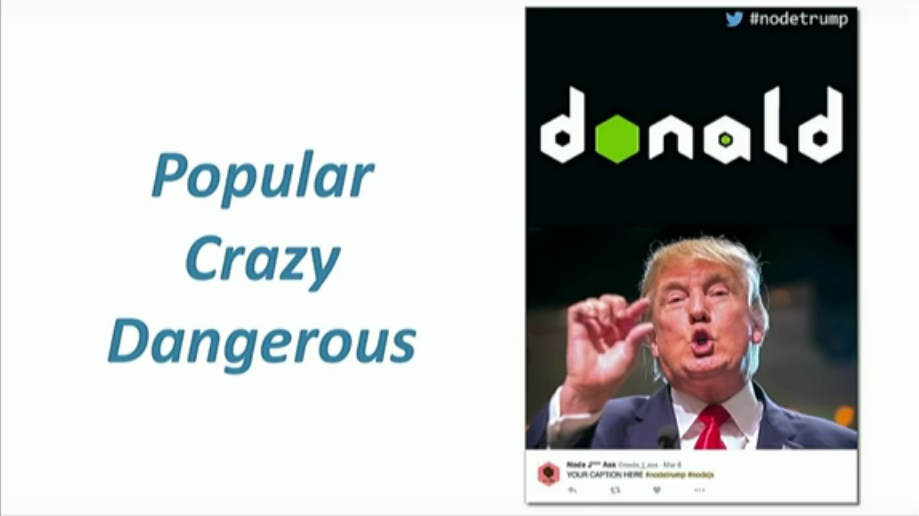 Popular
Crazy
Dangerous
#nodetrump
donald
Node J*** Ass @node_j_ass · Mar 6
YOUR CAPTION HERE #nodetrump #nodejs